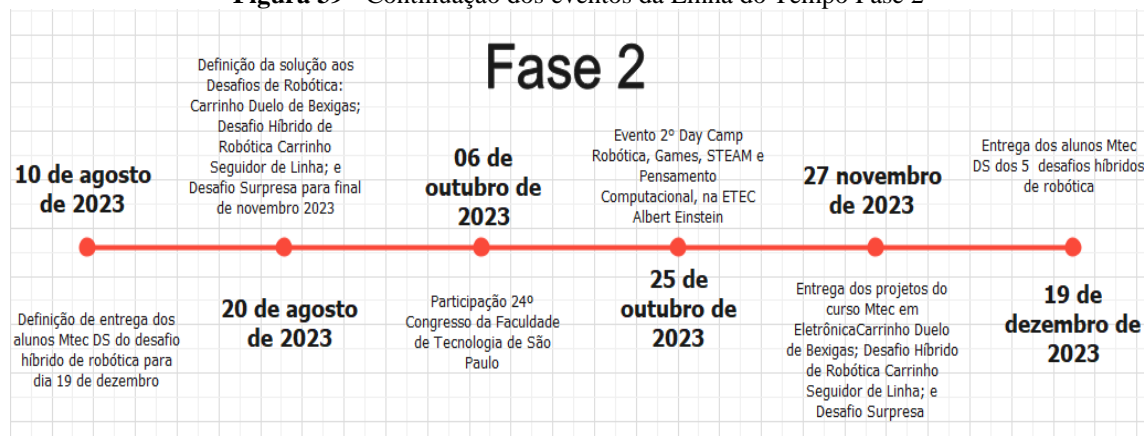 Figura 39 - Continuação dos eventos da Linha do Tempo Fase 2
Fase 2
10 de agosto
de 2023
Definição de entrega dos
alunos Mtec DS do desafio
híbrido de robótica para
dia 19 de dezembro
Definição da solução aos
Desafios de Robótica:
Carrinho Duelo de Bexigas;
Desafio Híbrido de
Robótica Carrinho
Seguidor de Linha; e
Desafio Surpresa para final
de novembro 2023
20 de agosto
de 2023
06 de
outubro de
2023
Participação 24º
Congresso da Faculdade
de Tecnologia de São
Paulo
Evento 2º Day Camp
Robótica, Games, STEAM e
Pensamento
Computacional, na ETEC
Albert Einstein
25 de
outubro de
2023
27 novembro
de 2023
Entrega dos projetos do
curso Mtec em
EletrônicaCarrinho Duelo
de Bexigas; Desafio Híbrido
de Robótica Carrinho
Seguidor de Linha; e
Desafio Surpresa
Entrega dos alunos Mtec
DS dos 5 desafios híbridos
de robótica
19 de
dezembro de
2023